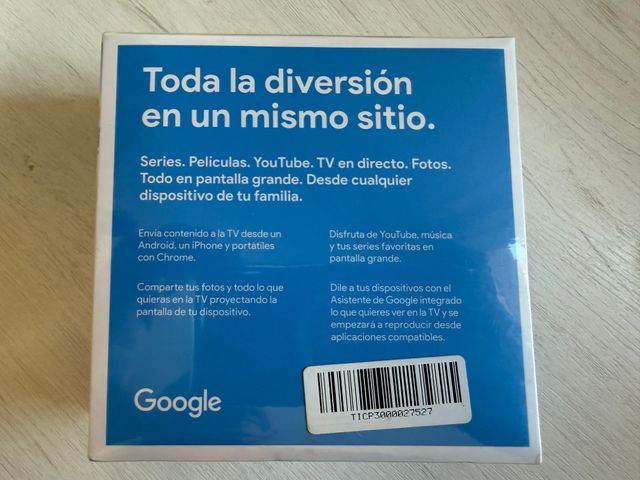 Toda la diversión
en un mismo sitio.
Series. Películas. YouTube. TV en directo. Fotos.
Todo en pantalla grande. Desde cualquier
dispositivo de tu familia.
Envía contenido a la TV desde un
Android, un iPhone y portátiles
con Chrome.
Disfruta de YouTube, música
y tus series favoritas en
pantalla grande.
Comparte tus fotos y todo lo que
quieras en la TV proyectando la
pantalla de tu dispositivo.
Dile a tus dispositivos con el
Asistente de Google integrado
lo que quieres ver en la TV y se
empezará a reproducir desde
aplicaciones compatibles.
Google
TICP3000027527